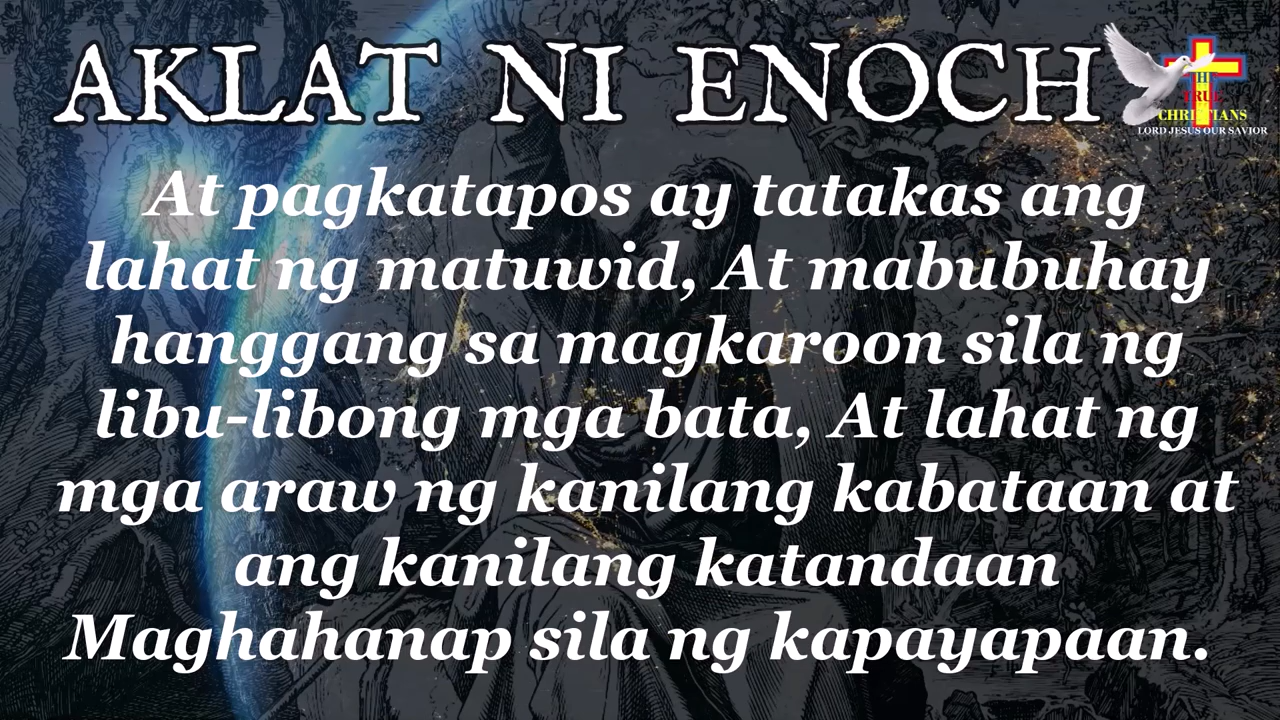 AKLAT NI ENOCH
TRUE
CHRISTIANS
LORD JESUS OUR SAVIOR
At pagkatapos ay tatakas ang
lahat ng matuwid, At mabubuhay
hanggang sa magkaroon sila ng
libu-libong mga bata, At lahat ng
mga araw ng kanilang kabataan at
ang kanilang katandaan
Maghahanap sila ng kapayapaan.